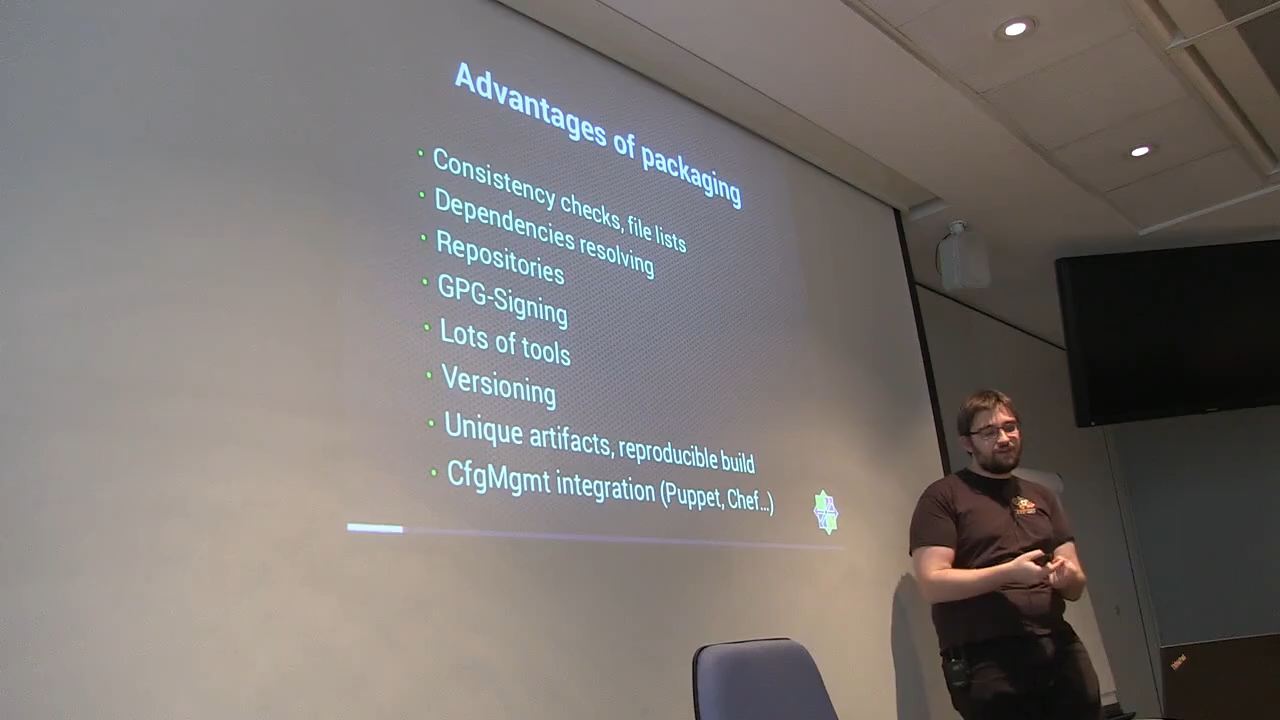 Advantages of packaging
Consistency checks, file lists
Dependencies resolving
Repositories
GPG-Signing
Lots of tools
Versioning
Unique artifacts, reproducible build
CfgMgmt integration (Puppet, Chef...)
ThinkPad